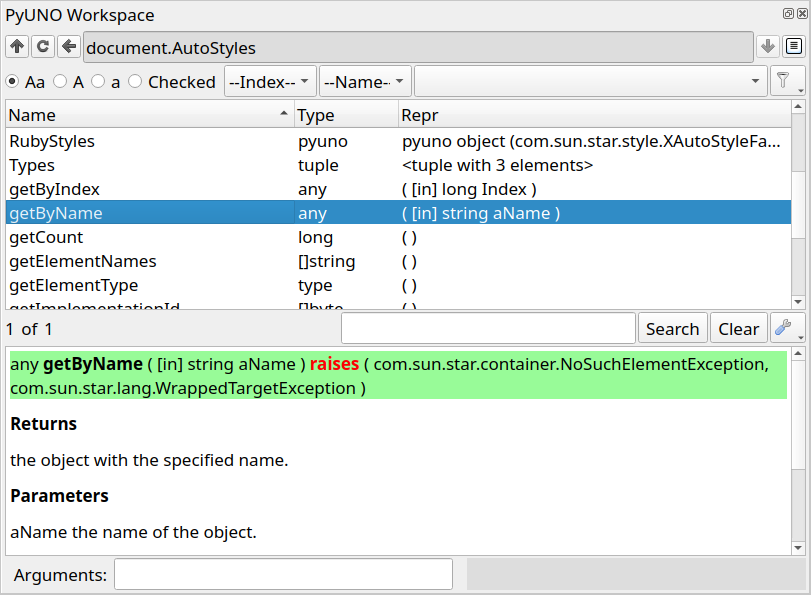 PyUNO Workspace
document.AutoStyles
Aa A a Checked --Index-- --Name--
Name Type Repr
RubyStyles pyuno pyuno object (com.sun.star.style.XAutoStyleFa...
Types tuple <tuple with 3 elements>
getByIndex any ( [in] long Index )
getByName any ( [in] string aName )
getCount long ( )
getElementNames []string ( )
getElementType type ( )
getImplementationId []byte ( )
1 of 1 Search Clear
any getByName ( [in] string aName ) raises ( com.sun.star.container.NoSuchElementException,
com.sun.star.lang.WrappedTargetException )
Returns
the object with the specified name.
Parameters
aName the name of the object.
Arguments: